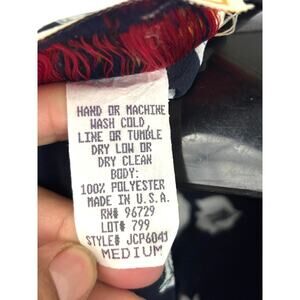 HAND OR MACHINE
WASH COLD,
LINE OR TUMBLE
DRY LOW OR
DRY CLEAN
BODY:
100% POLYESTER
MADE IN U.S.A.
RN# 96729
LOT# 799
STYLE# JCP6041
MEDIUM